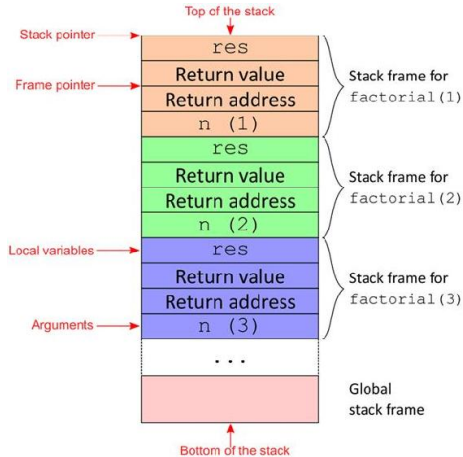 Top of the stack
Stack pointer
res
Return value
Frame pointer
Return address
n (1)
Stack frame for
factorial(1)
res
Return value
Return address
n (2)
Stack frame for
factorial(2)
Local variables
res
Return value
Return address
Arguments
n (3)
Stack frame for
factorial(3)
...
Global
stack frame
Bottom of the stack